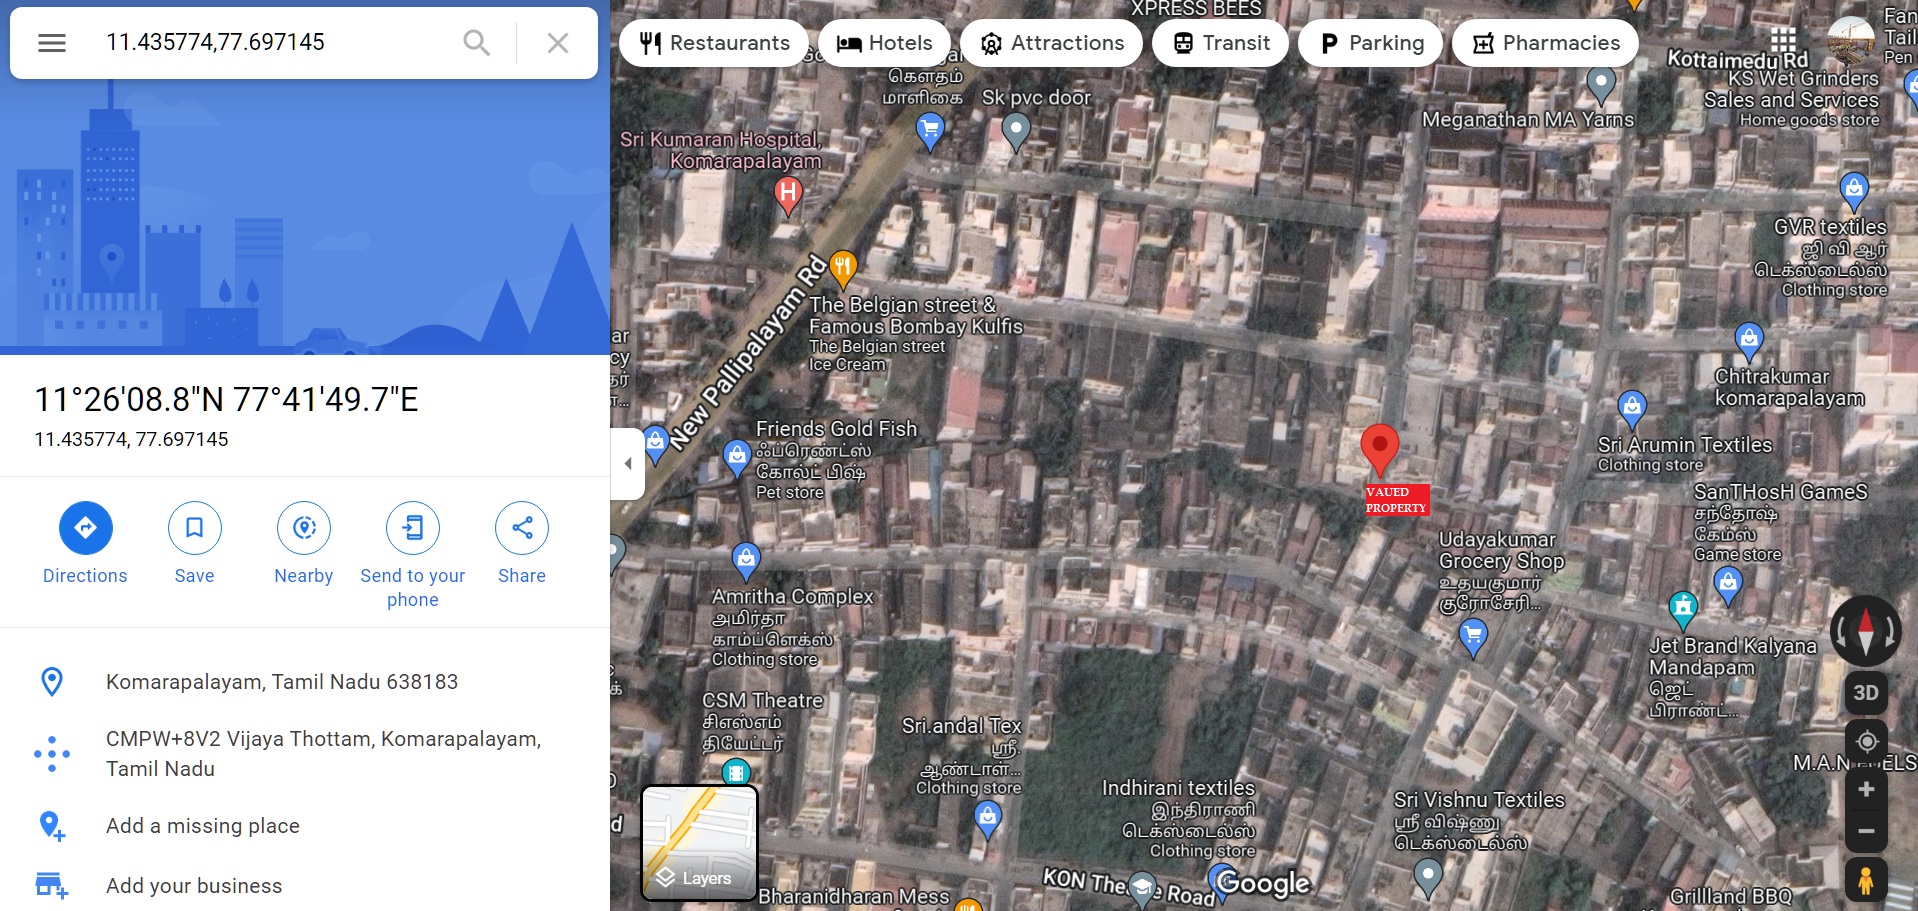 11.435774,77.697145
Restaurants
Hotels
Attractions
Transit
Parking
Pharmacies
11°26'08.8"N 77°41'49.7"E
11.435774, 77.697145
Directions
Save
Nearby
Send to your
phone
Share
Komarapalayam, Tamil Nadu 638183
CMPW+8V2 Vijaya Thottam, Komarapalayam,
Tamil Nadu
Add a missing place
Add your business
XPRESS BEES
கௌதம்
மாளிகை
Sk pvc door
Sri Kumaran Hospital,
Komarapalayam
H
Meganathan MA Yarns
Kottaimedu Rd
KS Wet Grinders
Sales and Services
Home goods store
Pen
GVR textiles
ஜி வி ஆர்
டெக்ஸ்டைல்ஸ்
Clothing store
New Pallipalayam Rd
The Belgian street &
Famous Bombay Kulfis
The Belgian street
Ice Cream
Chitrakumar
komarapalayam
Friends Gold Fish
ஃப்ரெண்ட்ஸ்
கோல்ட் பிஷ்
Pet store
Sri Arumin Textiles
Clothing store
VAUED
PROPERTY
SanTHosH GameS
சந்தோஷ்
கேம்ஸ்
Game store
Udayakumar
Grocery Shop
உதயகுமார்
குரோசேரி...
Amritha Complex
அமிர்தா
காம்ப்ளெக்ஸ்
Clothing store
Jet Brand Kalyana
Mandapam
ஜெட்
பிராண்ட்...
CSM Theatre
சிஎஸ்எம்
தியேட்டர்
Sri.andal Tex
ஸ்ரீ.
ஆண்டாள்...
Clothing store
3D
Indhirani textiles
இந்திராணி
டெக்ஸ்டைல்ஸ்
Clothing store
Sri Vishnu Textiles
ஸ்ரீ விஷ்ணு
டெக்ஸ்டைல்ஸ்
Layers
KON Road
Google
Bharanidharan Mess
Grillland BBQ